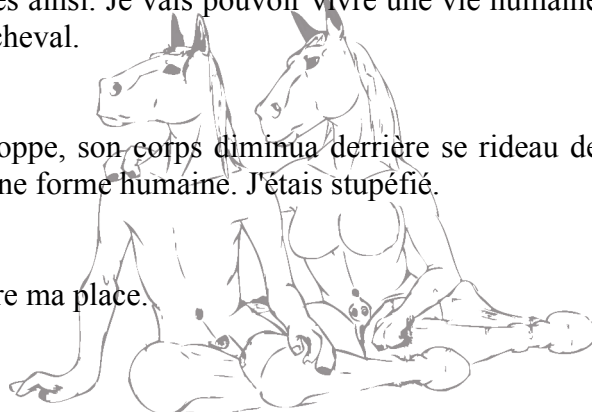 es ainsi. Je vais pouvoir vivre une vie humaine
cheval.
oppe, son corps diminua derrière se rideau de
ne forme humaine. J'étais stupéfié.
re ma place.